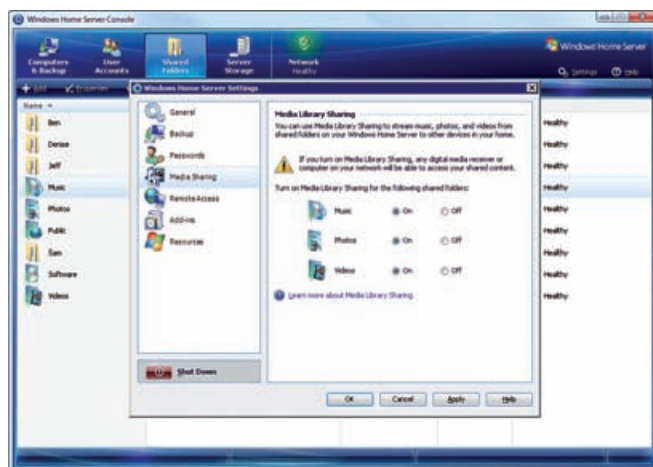 Windows Home Server Console
Computers & Backup
User Accounts
Shared Folders
Server Storage
Network Healthy
Windows Home Server
Settings
Help
Add
Properties
Windows Home Server Settings
Name
Ben
Denise
Jeff
Music
Photos
Public
Sam
Software
Videos
General
Backup
Passwords
Media Sharing
Remote Access
Add-ins
Resources
Shut Down
Media Library Sharing
You can use Media Library Sharing to stream music, photos, and videos from
shared folders on your Windows Home Server to other devices in your home.
If you turn on Media Library Sharing, any digital media receiver or
computer on your network will be able to access your shared content.
Turn on Media Library Sharing for the following shared folders:
Music On Off
Photos On Off
Videos On Off
Learn more about Media Library Sharing
OK Cancel Apply Help
Healthy
Healthy
Healthy
Healthy
Healthy
Healthy
Healthy
Healthy
Healthy